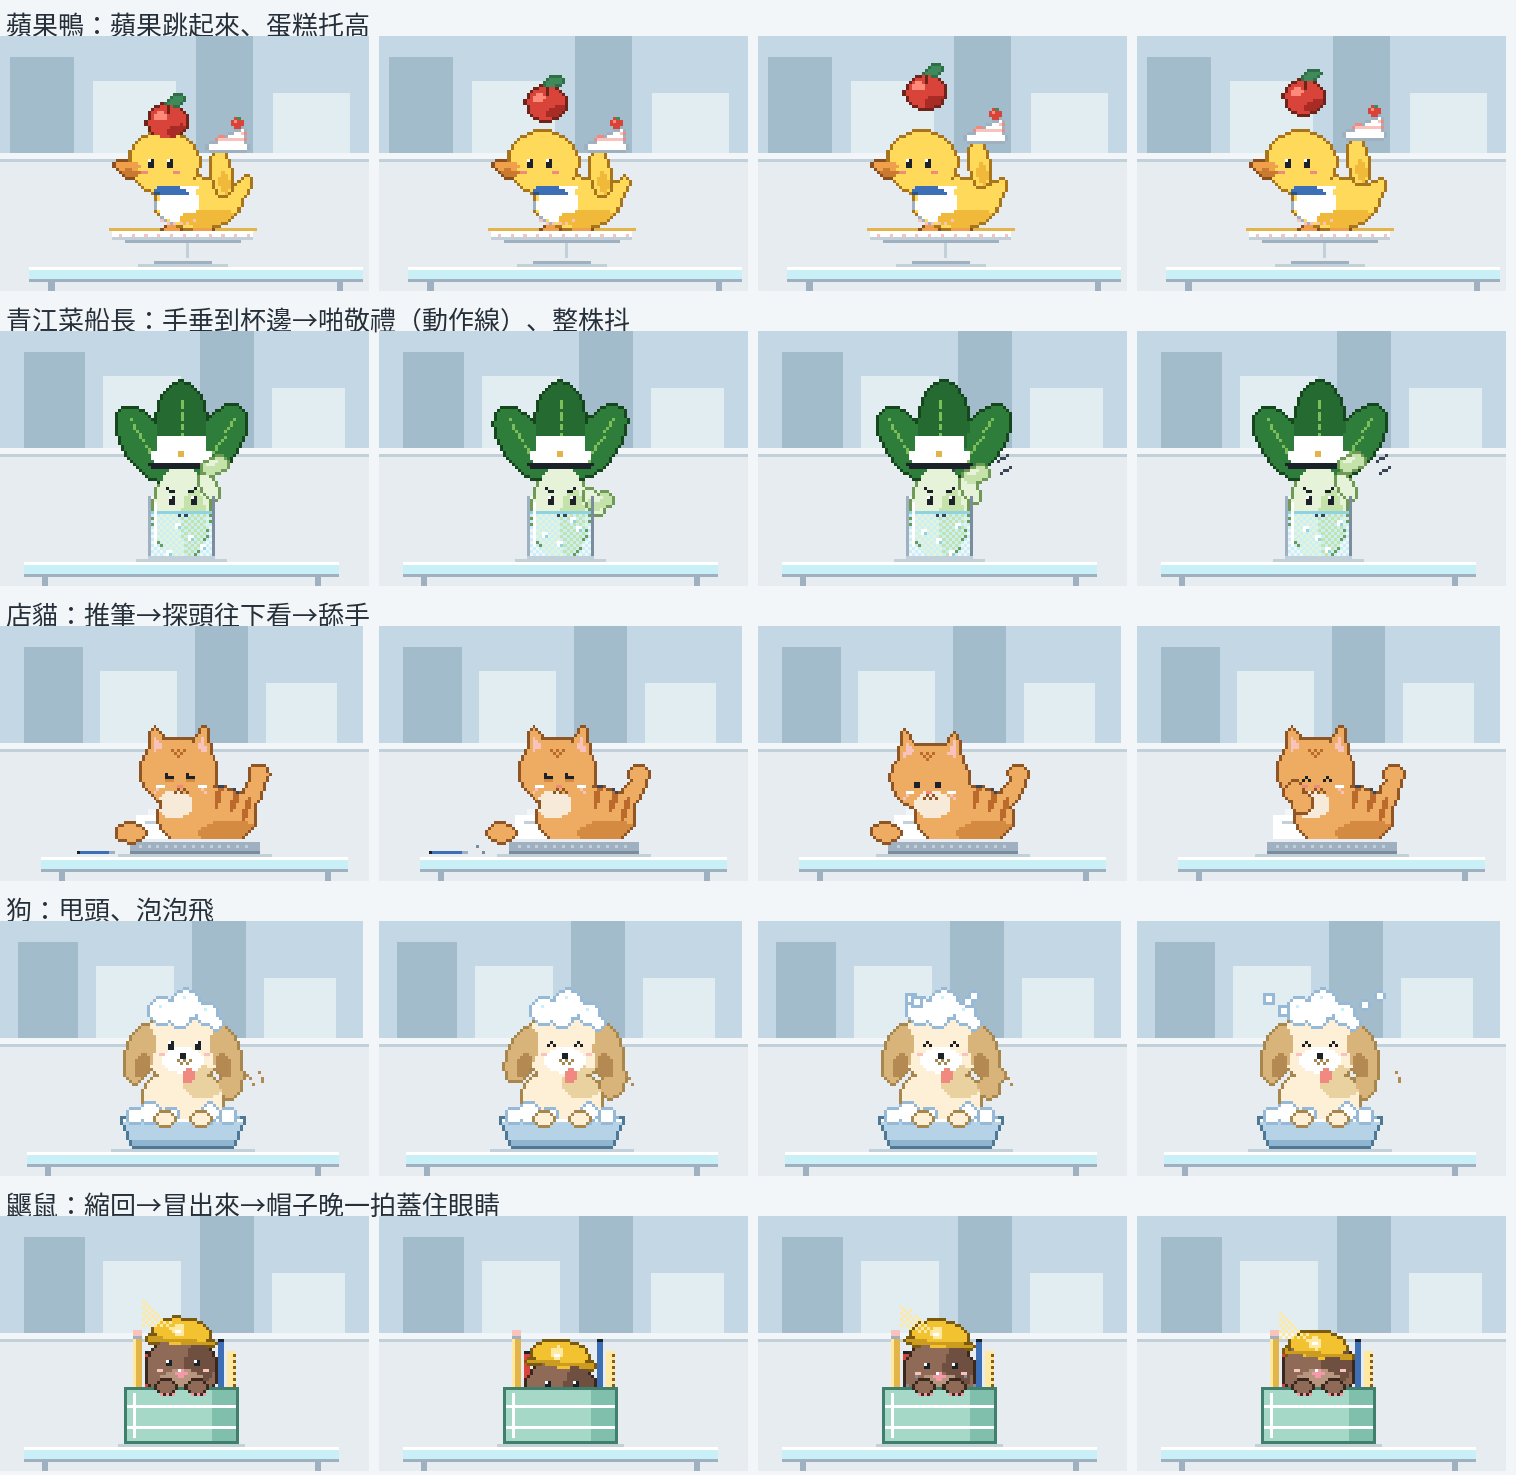 蘋果鴨：蘋果跳起來、蛋糕托高
青江菜船長：手垂到杯邊→啪敬禮（動作線）、整株抖
店貓：推筆→探頭往下看→舔手
狗：甩頭、泡泡飛
鼴鼠：縮回→冒出來→帽子晚一拍蓋住眼睛